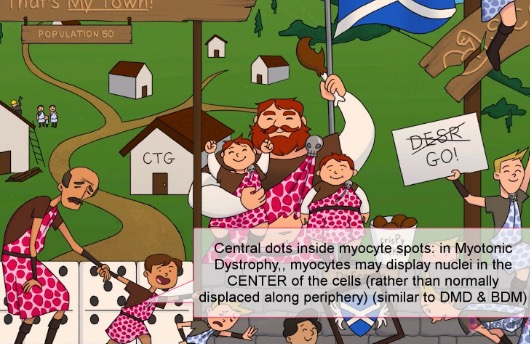 That's My Town!
POPULATION 50
CTG
DESR
GO!
crispy
Central dots inside myocyte spots: in Myotonic
Dystrophy,, myocytes may display nuclei in the
CENTER of the cells (rather than normally
displaced along periphery) (similar to DMD & BDM)